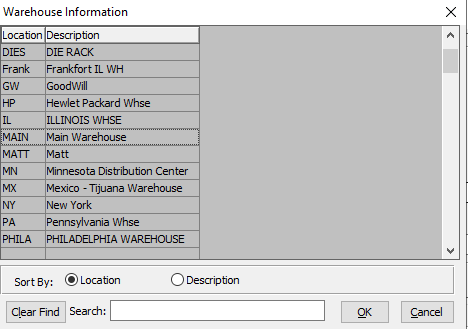 Warehouse Information
Location Description
DIES DIE RACK
Frank Frankfort IL WH
GW GoodWill
HP Hewlet Packard Whse
IL ILLINOIS WHSE
MAIN Main Warehouse
MATT Matt
MN Minnesota Distribution Center
MX Mexico - Tijuana Warehouse
NY New York
PA Pennsylvania Whse
PHILA PHILADELPHIA WAREHOUSE
Sort By: Location Description
Clear Find Search: OK Cancel